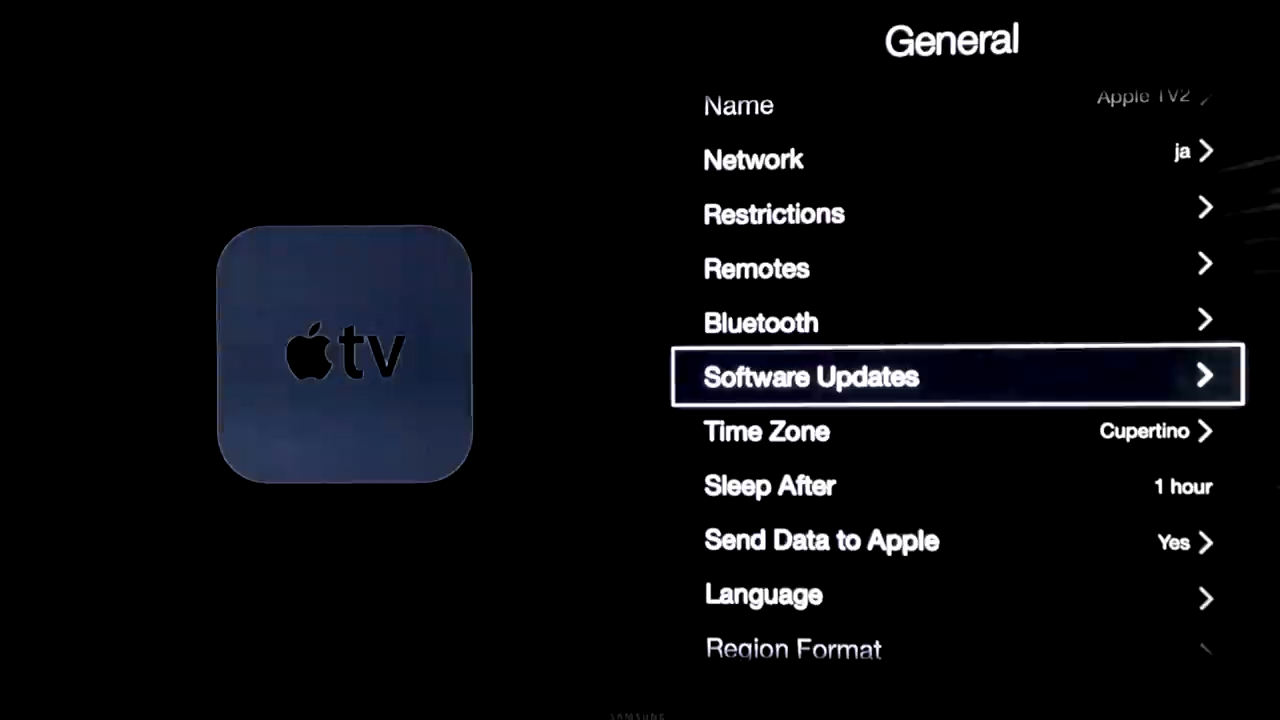 General
Name Apple TV2
Network ja
Restrictions
Remotes
Bluetooth
tv
Software Updates
Time Zone Cupertino
Sleep After 1 hour
Send Data to Apple Yes
Language
Region Format
SAMSUNG